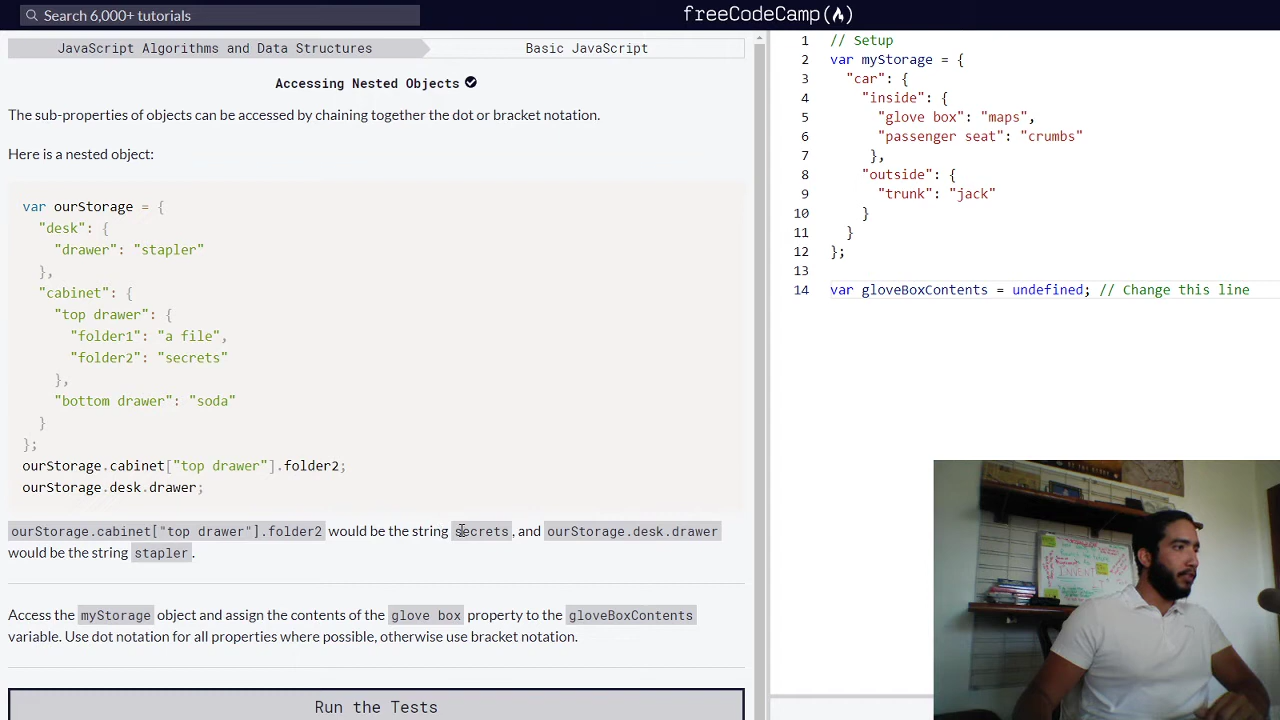 Search 6,000+ tutorials
freeCodeCamp
JavaScript Algorithms and Data Structures
Basic JavaScript
Accessing Nested Objects
The sub-properties of objects can be accessed by chaining together the dot or bracket notation.
Here is a nested object:
var ourStorage = {
"desk": {
"drawer": "stapler"
},
"cabinet": {
"top drawer": {
"folder1": "a file",
"folder2": "secrets"
},
"bottom drawer": "soda"
}
};
ourStorage.cabinet["top drawer"].folder2;
ourStorage.desk.drawer;
ourStorage.cabinet["top drawer"].folder2 would be the string secrets, and ourStorage.desk.drawer
would be the string stapler.
Access the myStorage object and assign the contents of the glove box property to the gloveBoxContents
variable. Use dot notation for all properties where possible, otherwise use bracket notation.
Run the Tests
1 // Setup
2 var myStorage = {
3 "car": {
4 "inside": {
5 "glove box": "maps",
6 "passenger seat": "crumbs"
7 },
8 "outside": {
9 "trunk": "jack"
10 }
11 }
12 };
13
14 var gloveBoxContents = undefined; // Change this line
INVENT